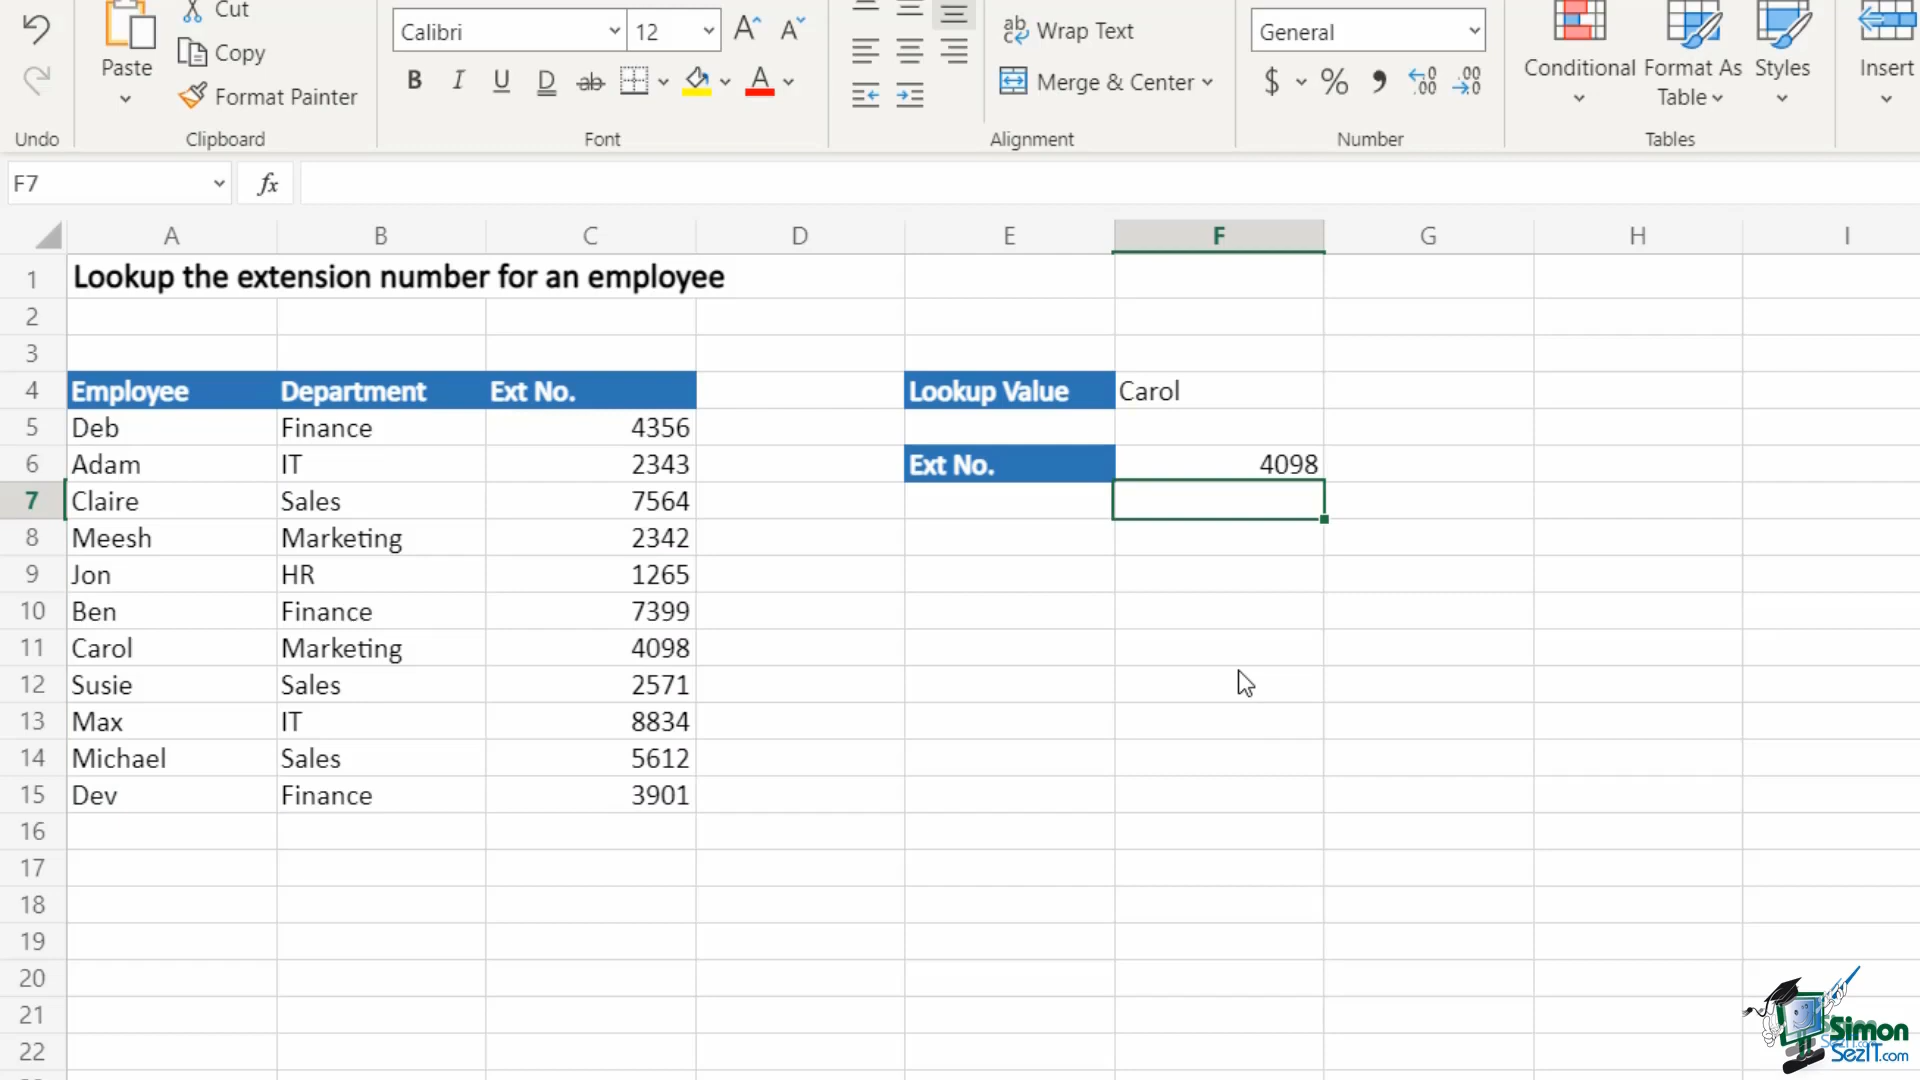 Cut
Copy
Paste
Format Painter
Undo
Clipboard
Calibri
12
A^
A˅
B I U D ab
A
Font
ab
Wrap Text
Merge & Center
Alignment
General
$ % , .00 .00
Number
Conditional
Format As
Table
Styles
Tables
Insert
F7
fx
A B C D E F G H I
1 Lookup the extension number for an employee
2
3
4 Employee Department Ext No. Lookup Value Carol
5 Deb Finance 4356
6 Adam IT 2343 Ext No. 4098
7 Claire Sales 7564
8 Meesh Marketing 2342
9 Jon HR 1265
10 Ben Finance 7399
11 Carol Marketing 4098
12 Susie Sales 2571
13 Max IT 8834
14 Michael Sales 5612
15 Dev Finance 3901
16
17
18
19
20
21
22
Simon
SezIT.com